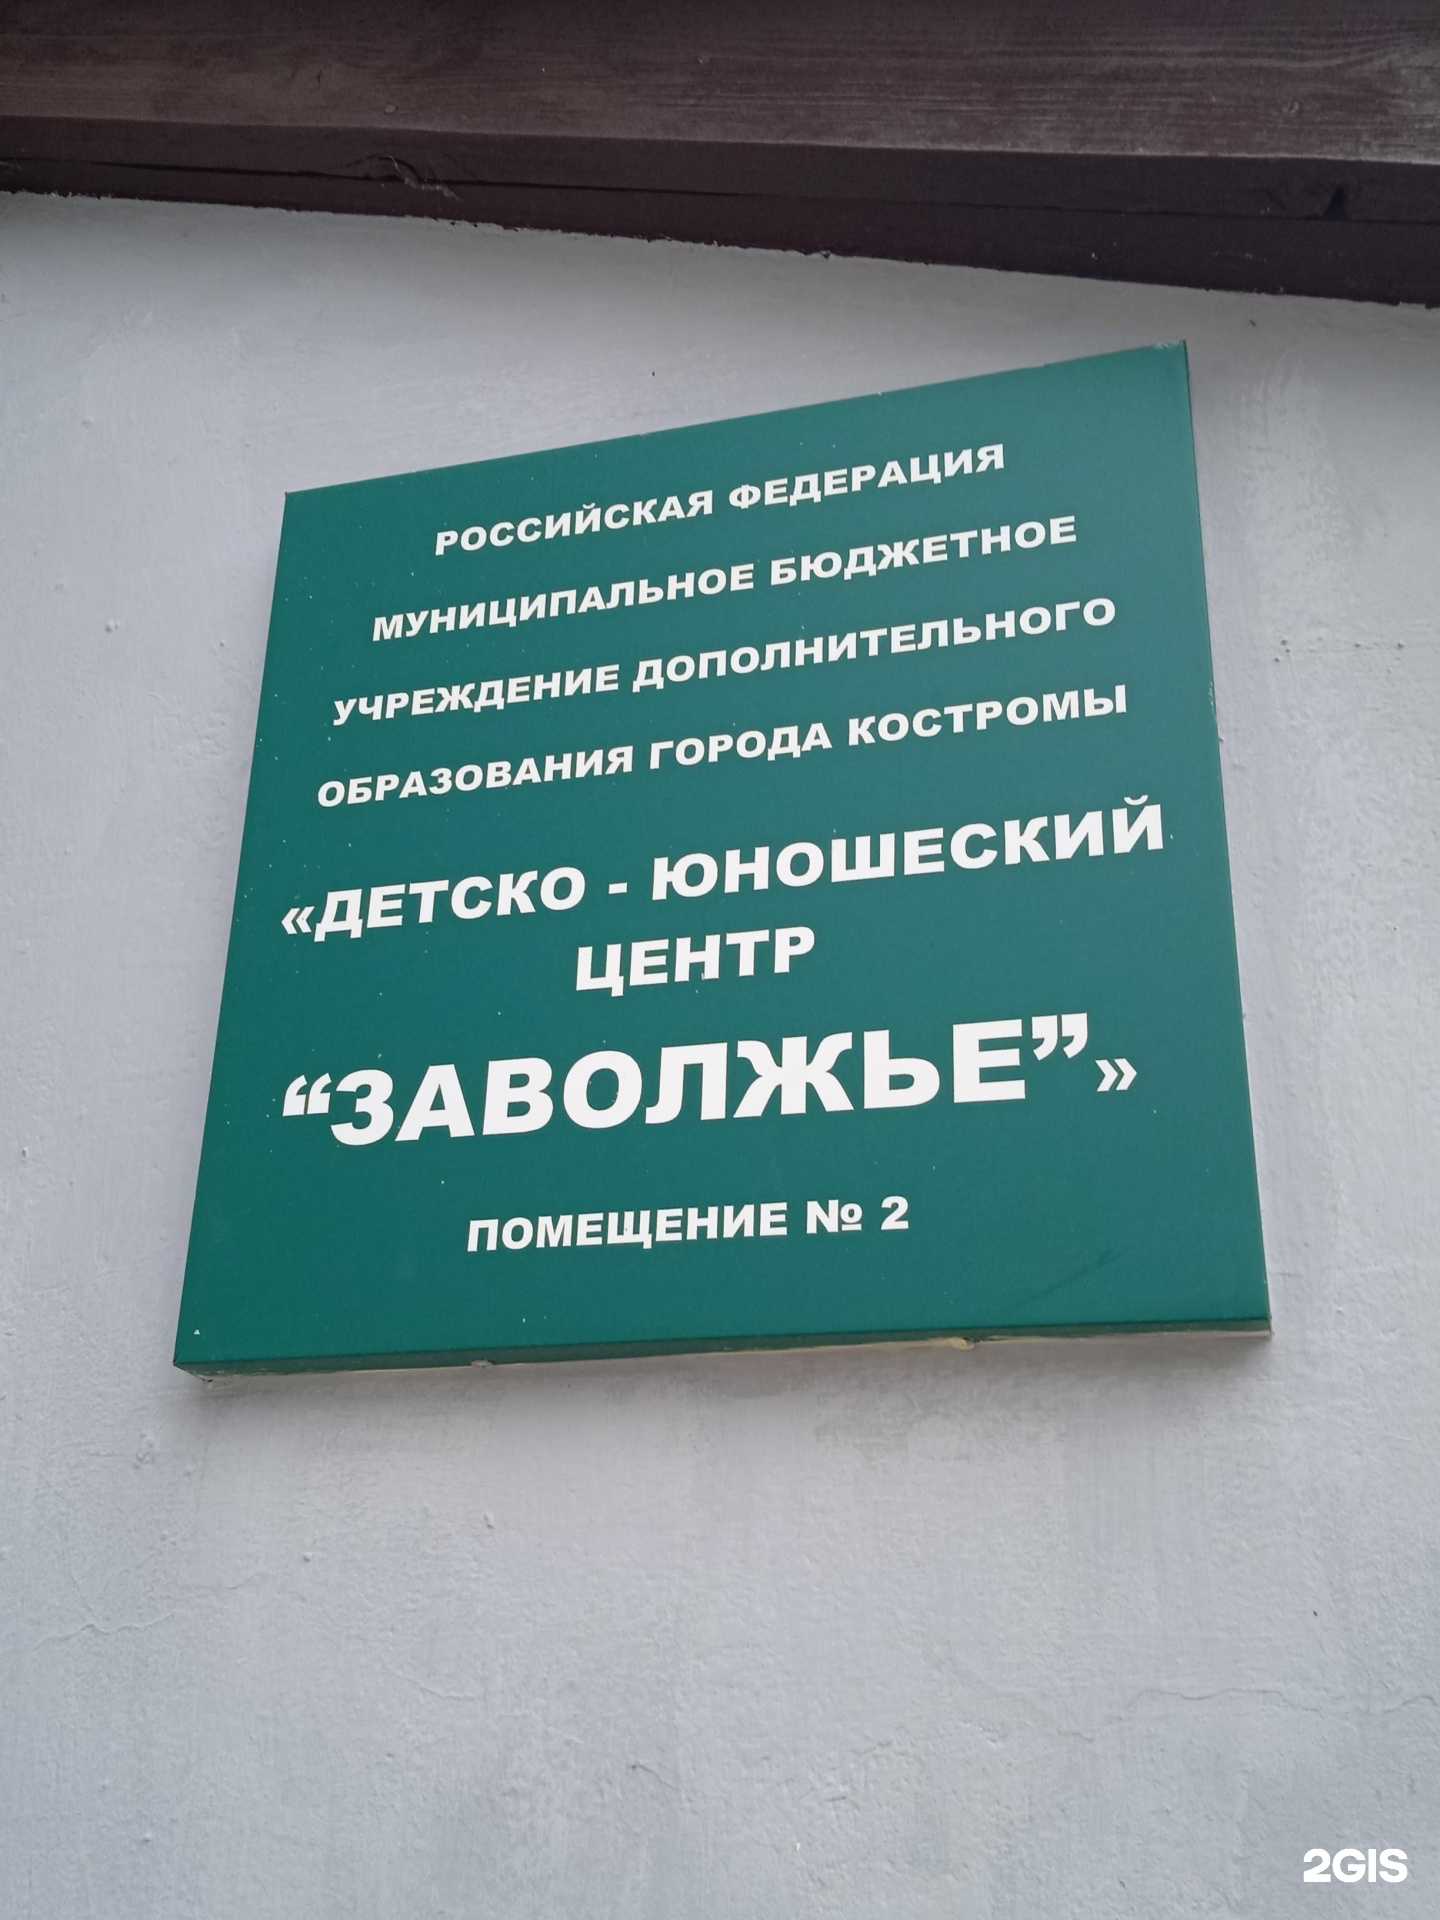 РОССИЙСКАЯ ФЕДЕРАЦИЯ
МУНИЦИПАЛЬНОЕ БЮДЖЕТНОЕ
УЧРЕЖДЕНИЕ ДОПОЛНИТЕЛЬНОГО
ОБРАЗОВАНИЯ ГОРОДА КОСТРОМЫ
«ДЕТСКО - ЮНОШЕСКИЙ
ЦЕНТР
“ЗАВОЛЖЬЕ”»
ПОМЕЩЕНИЕ № 2
2GIS